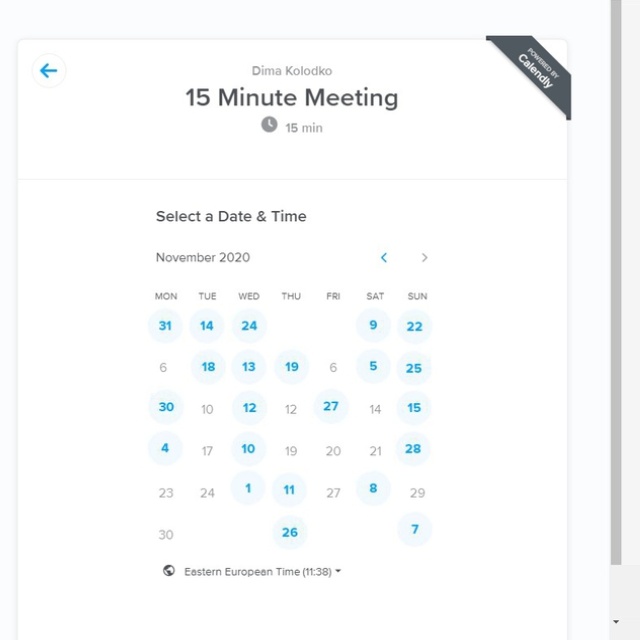 Dima Kolodko
POWERED BY
Calendly
15 Minute Meeting
15 min
Select a Date & Time
November 2020
MON TUE WED THU FRI SAT SUN
31 14 24 9 22
6 18 13 19 6 5 25
30 10 12 12 27 14 15
4 17 10 19 20 21 28
23 24 1 11 27 8 29
30 26 7
Eastern European Time (11:38)